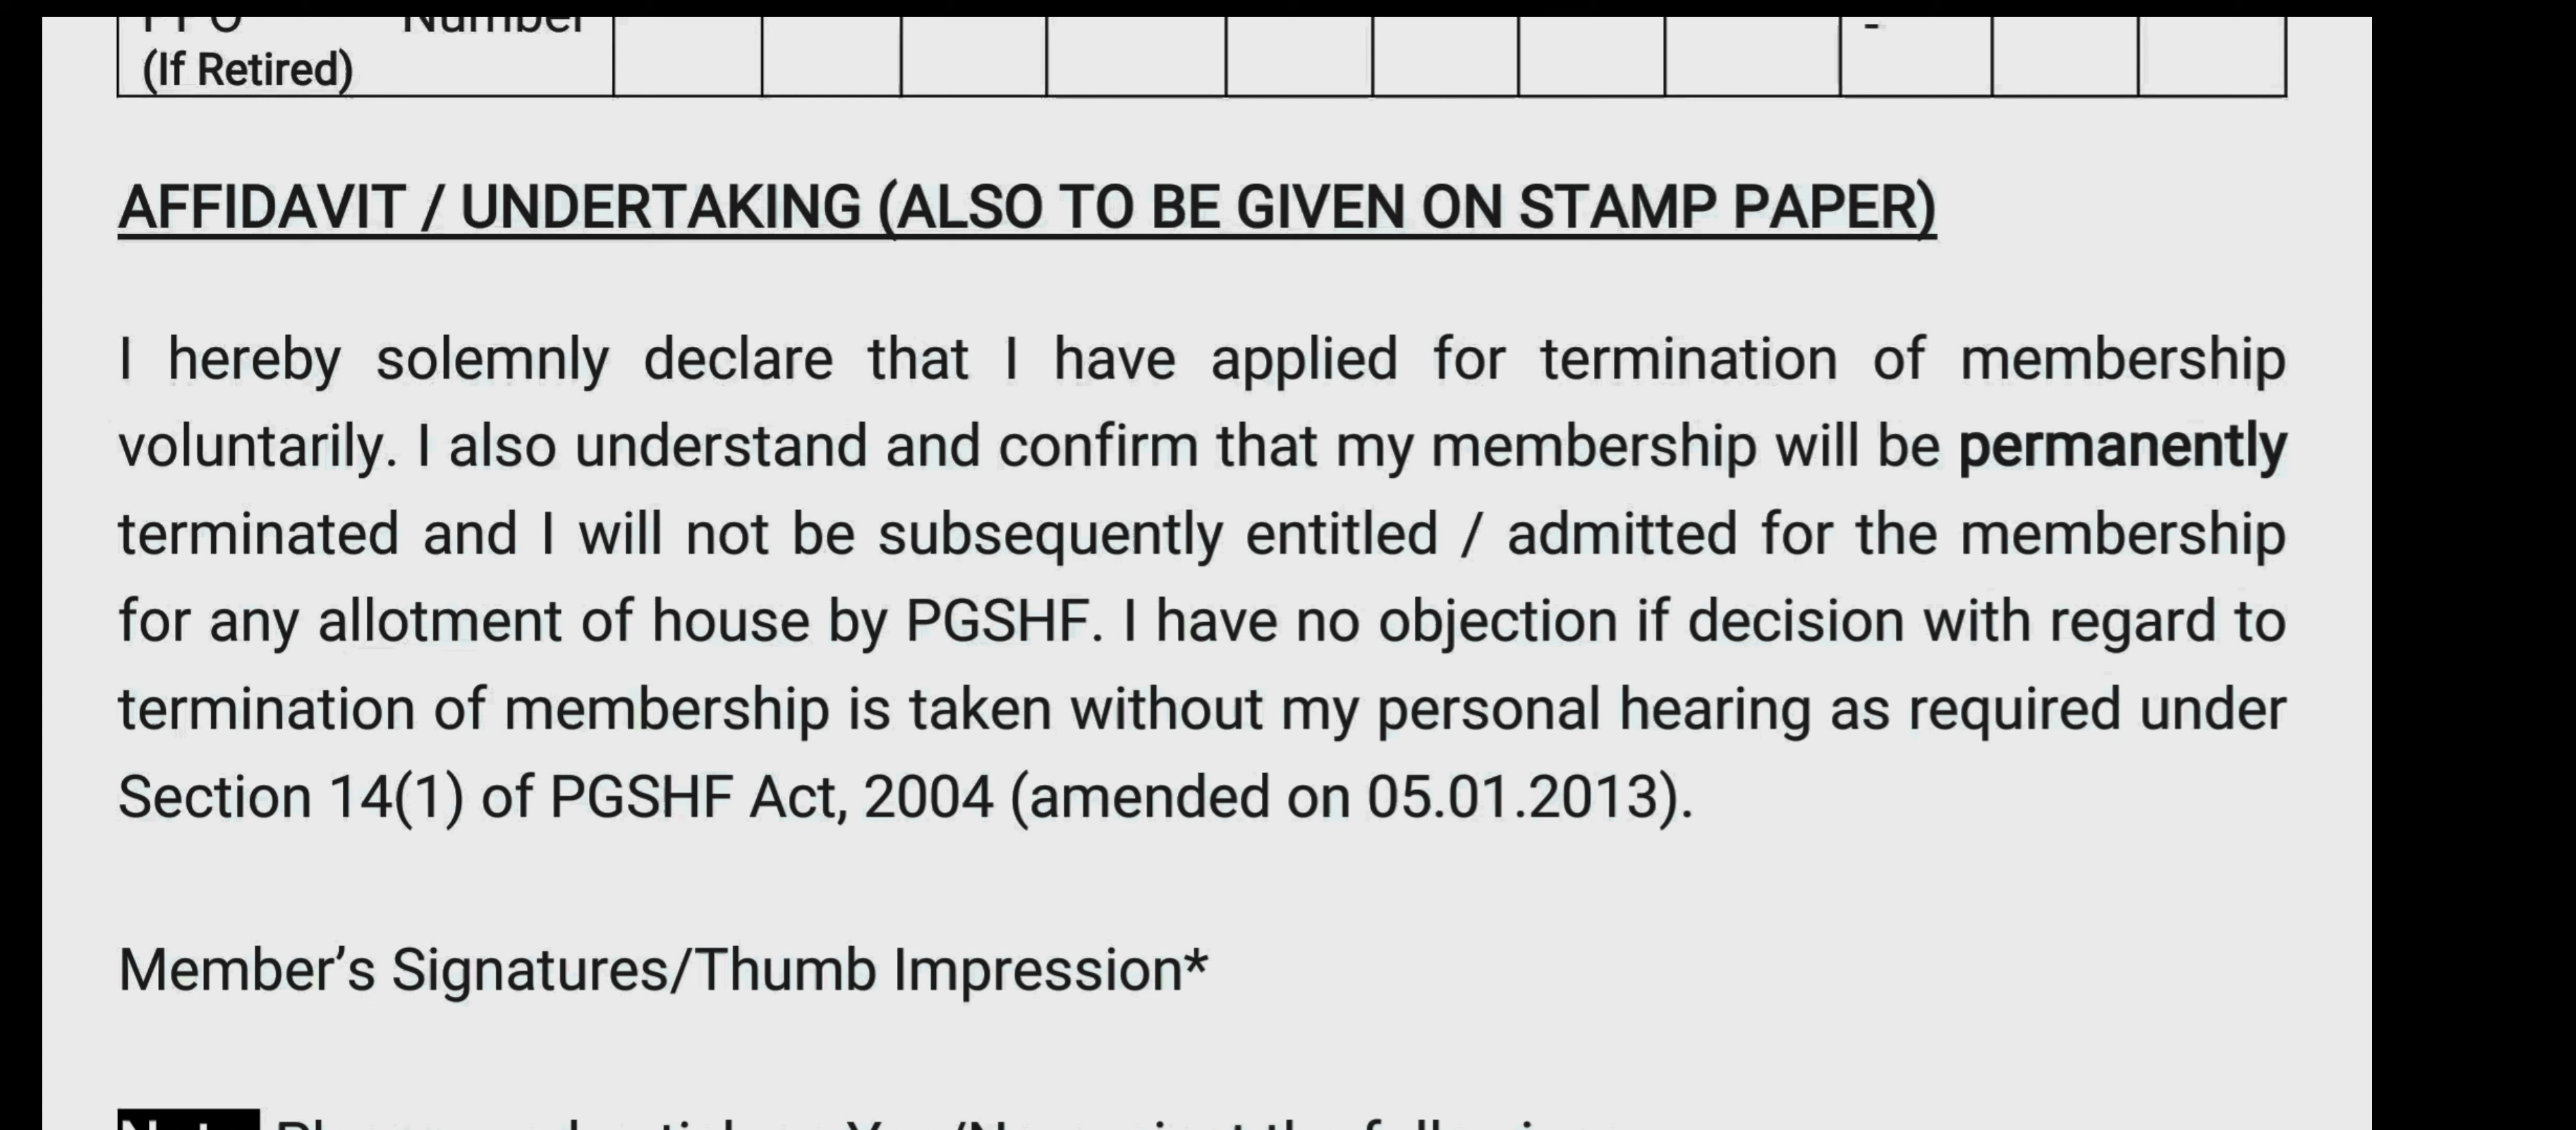 PPO Number
(If Retired)
-
AFFIDAVIT / UNDERTAKING (ALSO TO BE GIVEN ON STAMP PAPER)
I hereby solemnly declare that I have applied for termination of membership
voluntarily. I also understand and confirm that my membership will be permanently
terminated and I will not be subsequently entitled / admitted for the membership
for any allotment of house by PGSHF. I have no objection if decision with regard to
termination of membership is taken without my personal hearing as required under
Section 14(1) of PGSHF Act, 2004 (amended on 05.01.2013).
Member’s Signatures/Thumb Impression*